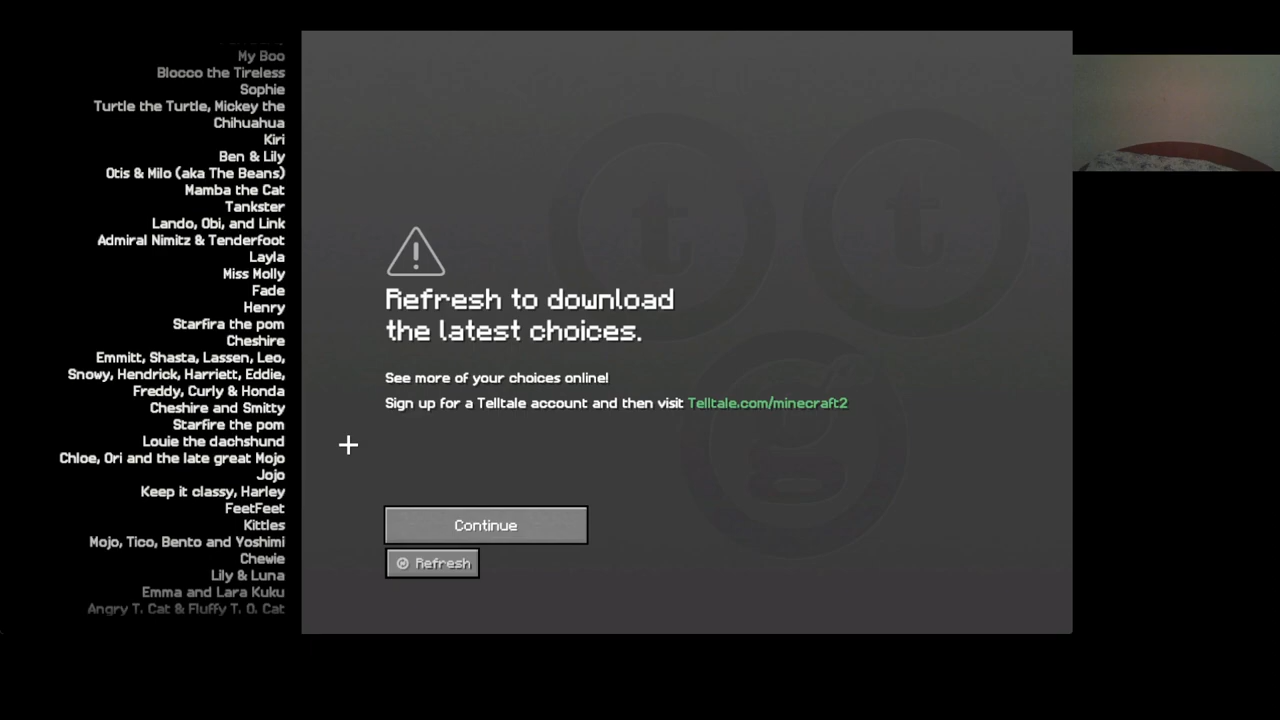 My Boo
Blocco the Tireless
Sophie
Turtle the Turtle, Mickey the
Chihuahua
Kiri
Ben & Lily
Otis & Milo (aka The Beans)
Mamba the Cat
Tankster
Lando, Obi, and Link
Admiral Nimitz & Tenderfoot
Layla
Miss Molly
Fade
Henry
Starfira the pom
Cheshire
Emmitt, Shasta, Lassen, Leo,
Snowy, Hendrick, Harriett, Eddie,
Freddy, Curly & Honda
Cheshire and Smitty
Starfire the pom
Louie the dachshund
Chloe, Ori and the late great Mojo
Jojo
Keep it classy, Harley
FeetFeet
Kittles
Mojo, Tico, Bento and Yoshimi
Chewie
Lily & Luna
Emma and Lara Kuku
Angry T. Cat & Fluffy T. O. Cat
t t g
Refresh to download
the latest choices.
See more of your choices online!
Sign up for a Telltale account and then visit Telltale.com/minecraft2
Continue
Refresh